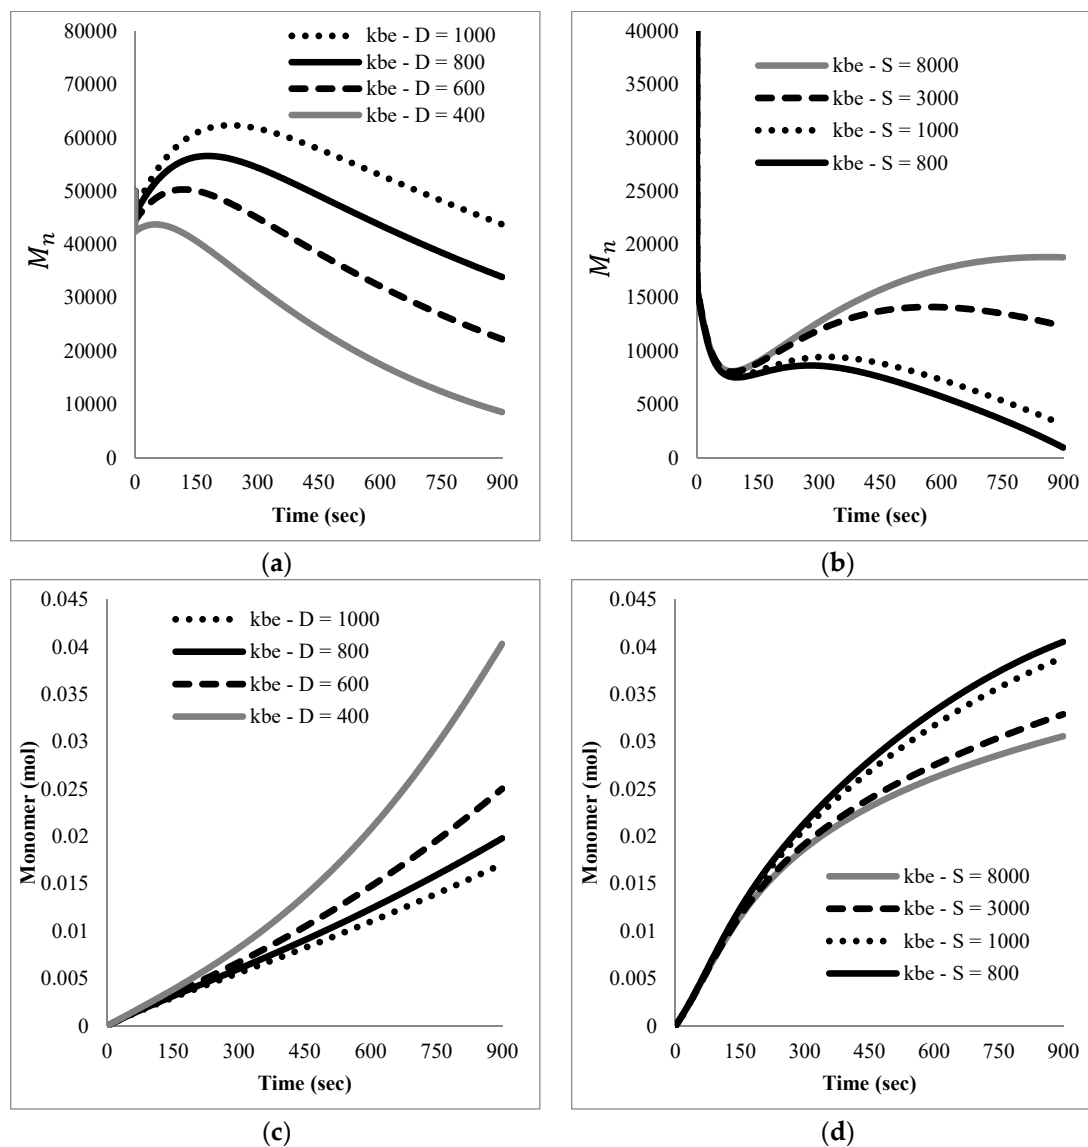 80000
70000
60000
50000
40000
30000
20000
10000
0
M_n
kbe - D = 1000
kbe - D = 800
kbe - D = 600
kbe - D = 400
0 150 300 450 600 750 900
Time (sec)
(a)
40000
35000
30000
25000
20000
15000
10000
5000
0
M_n
kbe - S = 8000
kbe - S = 3000
kbe - S = 1000
kbe - S = 800
0 150 300 450 600 750 900
Time (sec)
(b)
0.045
0.04
0.035
0.03
0.025
0.02
0.015
0.01
0.005
0
Monomer (mol)
kbe - D = 1000
kbe - D = 800
kbe - D = 600
kbe - D = 400
0 150 300 450 600 750 900
Time (sec)
(c)
0.045
0.04
0.035
0.03
0.025
0.02
0.015
0.01
0.005
0
Monomer (mol)
kbe - S = 8000
kbe - S = 3000
kbe - S = 1000
kbe - S = 800
0 150 300 450 600 750 900
Time (sec)
(d)